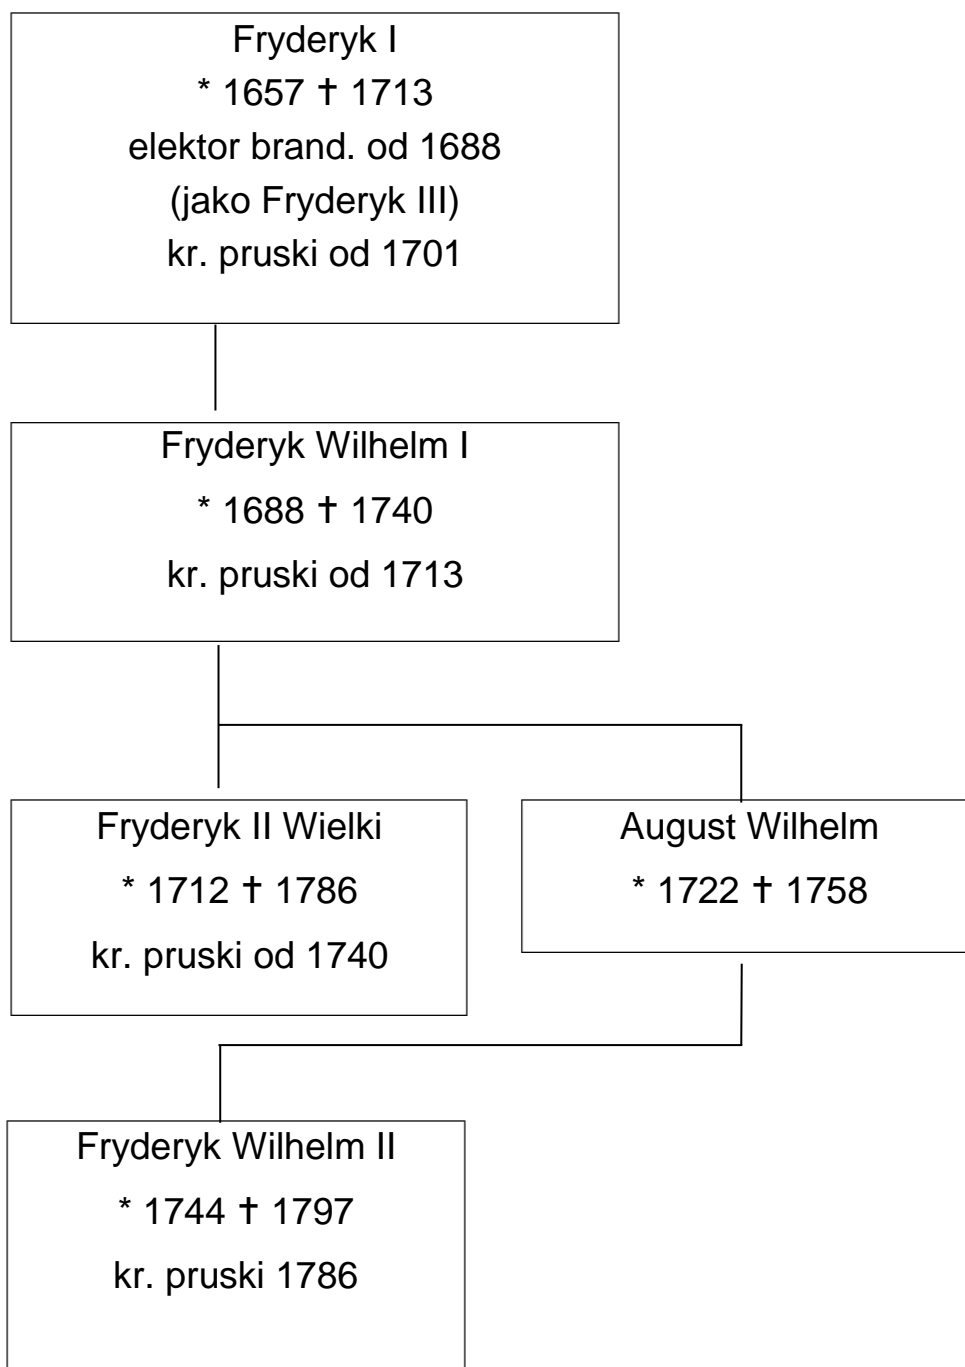 Fryderyk I
* 1657 ✝ 1713
elektor brand. od 1688
(jako Fryderyk III)
kr. pruski od 1701
Fryderyk Wilhelm I
* 1688 ✝ 1740
kr. pruski od 1713
Fryderyk II Wielki
* 1712 ✝ 1786
kr. pruski od 1740
August Wilhelm
* 1722 ✝ 1758
Fryderyk Wilhelm II
* 1744 ✝ 1797
kr. pruski 1786